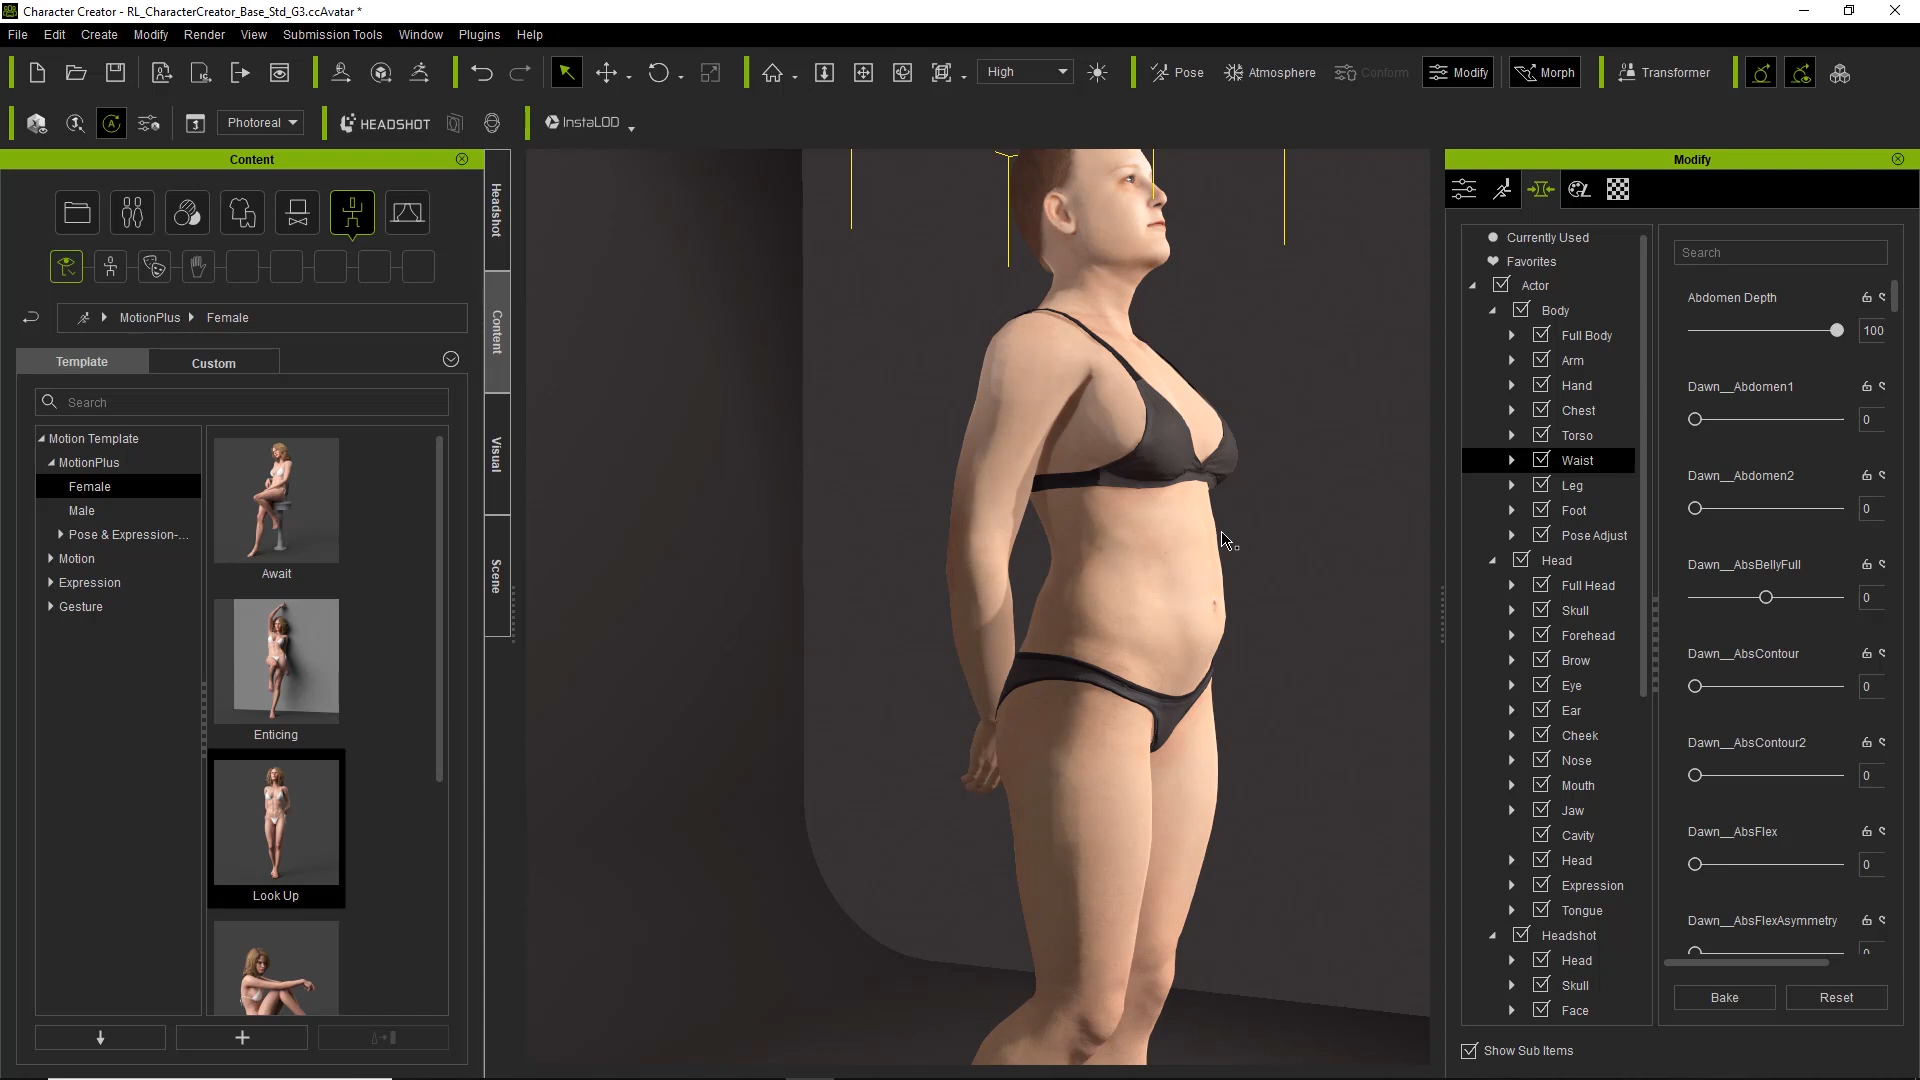 Character Creator - RL_CharacterCreator_Base_Std_G3.ccAvatar *
File Edit Create Modify Render View Submission Tools Window Plugins Help
High Pose Atmosphere Conform Modify Morph Transformer
Photoreal HEADSHOT InstaLOD
Content
MotionPlus Female
Template Custom
Search
Motion Template
MotionPlus
Female
Male
Pose & Expression-...
Motion
Expression
Gesture
Await
Enticing
Look Up
Headshot
Content
Visual
Scene
Modify
Currently Used
Favorites
Actor
Body
Full Body
Arm
Hand
Chest
Torso
Waist
Leg
Foot
Pose Adjust
Head
Full Head
Skull
Forehead
Brow
Eye
Ear
Cheek
Nose
Mouth
Jaw
Cavity
Head
Expression
Tongue
Headshot
Head
Skull
Face
Show Sub Items
Search
Abdomen Depth
100
Dawn__Abdomen1
0
Dawn__Abdomen2
0
Dawn__AbsBellyFull
0
Dawn__AbsContour
0
Dawn__AbsContour2
0
Dawn__AbsFlex
0
Dawn__AbsFlexAsymmetry
0
Bake Reset